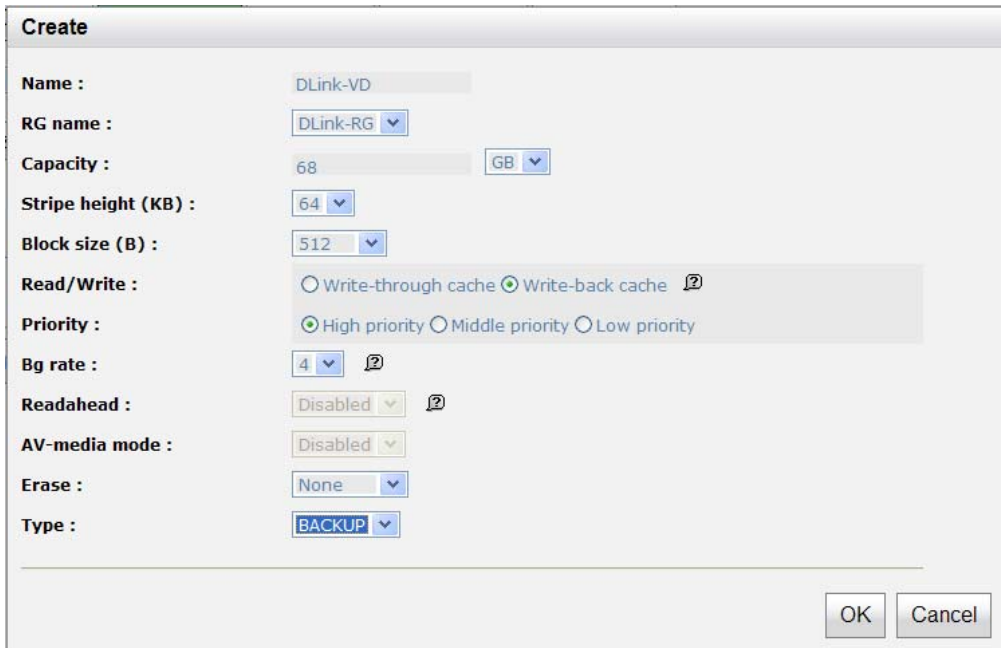 Create
Name : DLink-VD
RG name : DLink-RG
Capacity : 68 GB
Stripe height (KB) : 64
Block size (B) : 512
Read/Write : Write-through cache Write-back cache ?
Priority : High priority Middle priority Low priority
Bg rate : 4 ?
Readahead : Disabled ?
AV-media mode : Disabled
Erase : None
Type : BACKUP
OK Cancel